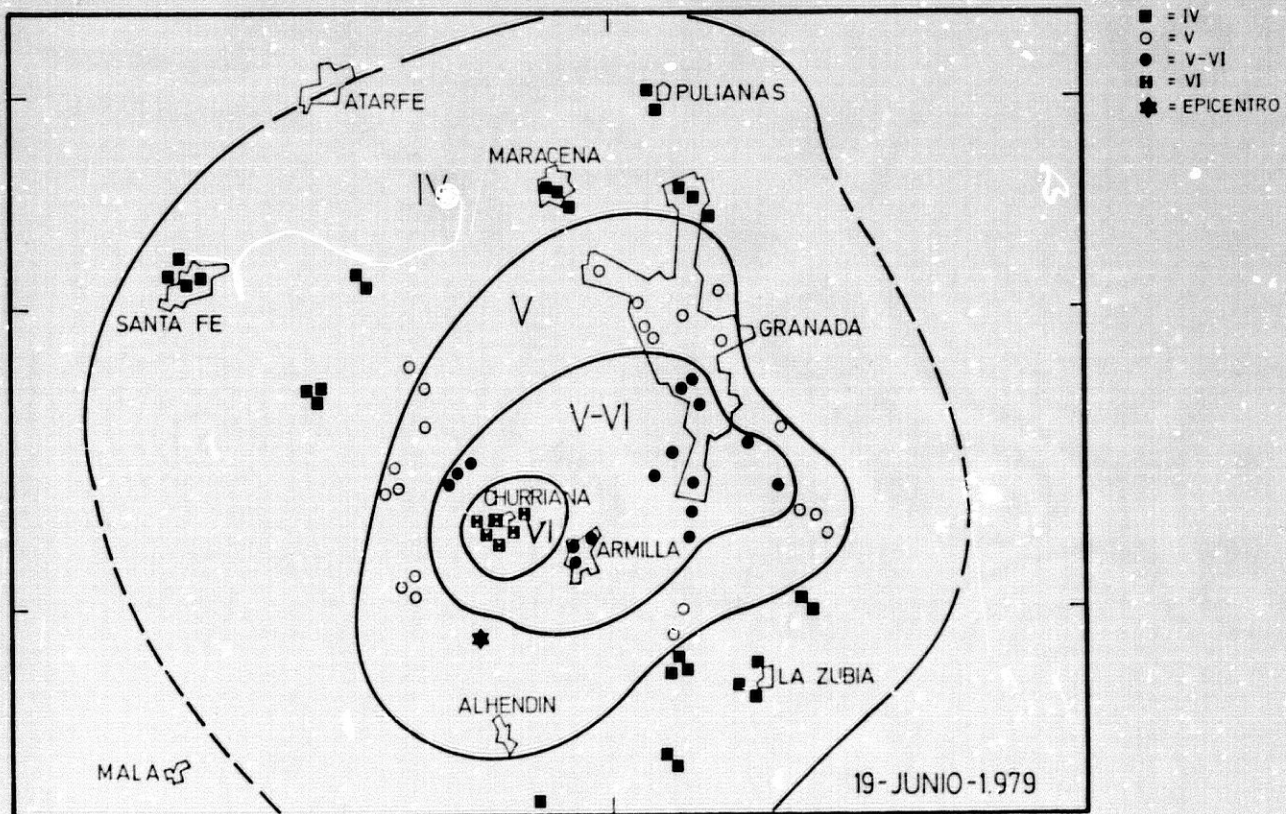 ■ = IV
○ = V
● = V-VI
H = VI
★ = EPICENTRO
ATARFE
PULIANAS
MARACENA
IV
SANTA FE
V
GRANADA
V-VI
CHURRIANA
VI
ARMILLA
LA ZUBIA
ALHENDIN
MALA
19-JUNIO-1.979